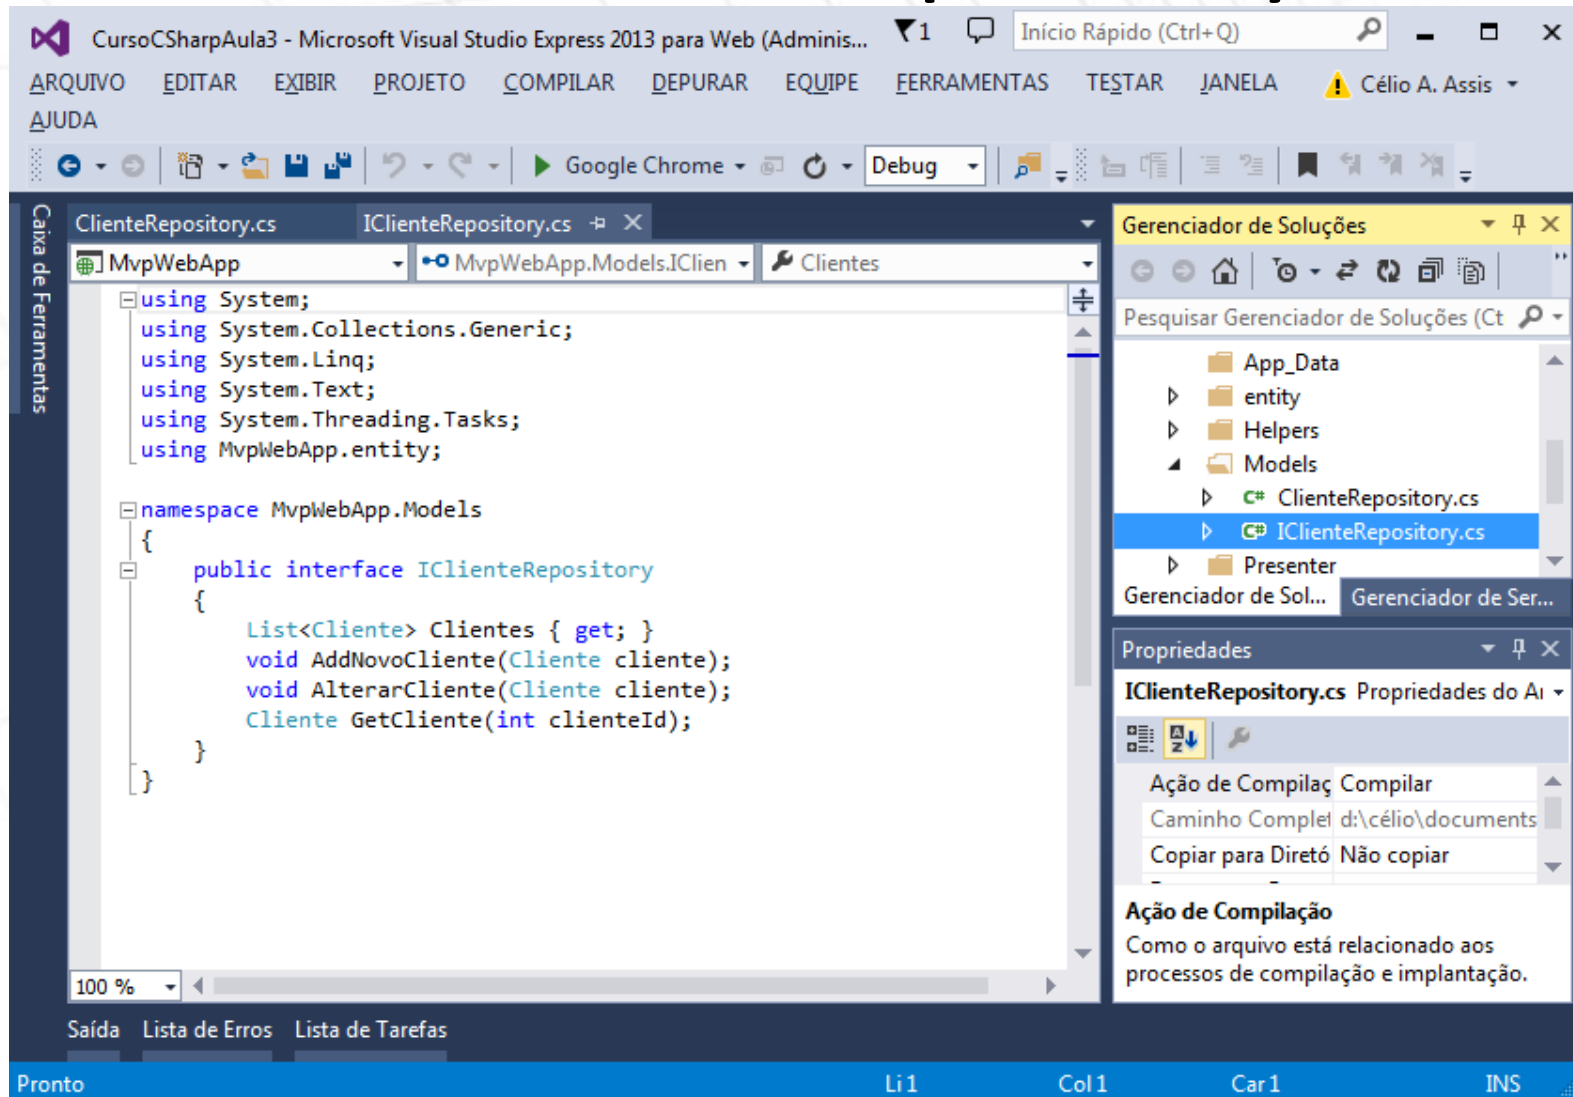 CursoCSharpAula3 - Microsoft Visual Studio Express 2013 para Web (Adminis...
1
Início Rápido (Ctrl+Q)
ARQUIVO EDITAR EXIBIR PROJETO COMPILAR DEPURAR EQUIPE FERRAMENTAS TESTAR JANELA Célio A. Assis
AJUDA
Google Chrome Debug
Caixa de Ferramentas
ClienteRepository.cs IClienteRepository.cs
MvpWebApp MvpWebApp.Models.IClien Clientes
using System;
using System.Collections.Generic;
using System.Linq;
using System.Text;
using System.Threading.Tasks;
using MvpWebApp.entity;
namespace MvpWebApp.Models
{
public interface IClienteRepository
{
List<Cliente> Clientes { get; }
void AddNovoCliente(Cliente cliente);
void AlterarCliente(Cliente cliente);
Cliente GetCliente(int clienteId);
}
}
100 %
Gerenciador de Soluções
Pesquisar Gerenciador de Soluções (Ct
App_Data
entity
Helpers
Models
C# ClienteRepository.cs
C# IClienteRepository.cs
Presenter
Gerenciador de Sol... Gerenciador de Ser...
Propriedades
IClienteRepository.cs Propriedades do Ar
Ação de Compilaç Compilar
Caminho Complet d:\célio\documents
Copiar para Diretó Não copiar
Ação de Compilação
Como o arquivo está relacionado aos
processos de compilação e implantação.
Saída Lista de Erros Lista de Tarefas
Pronto Li 1 Col 1 Car 1 INS